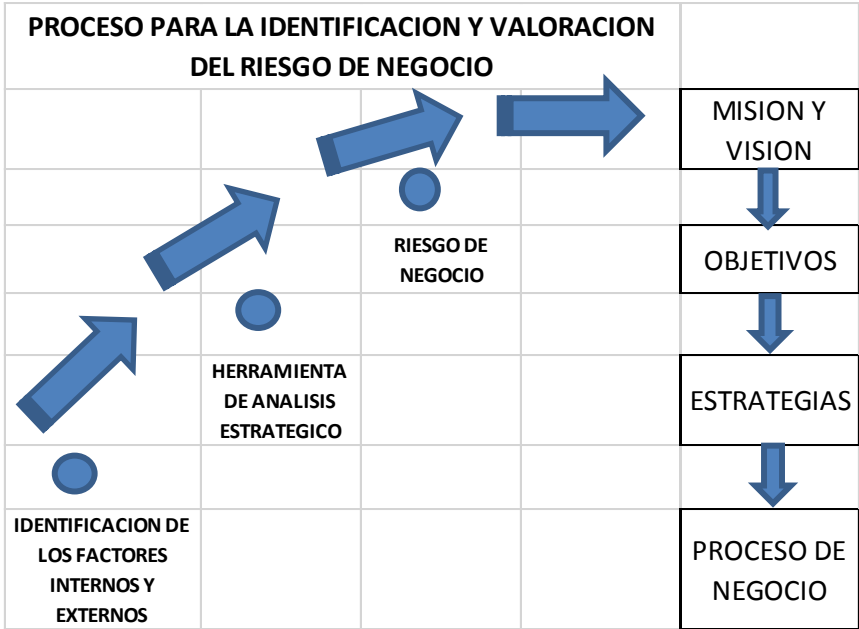 PROCESO PARA LA IDENTIFICACION Y VALORACION
DEL RIESGO DE NEGOCIO
MISION Y
VISION
RIESGO DE
NEGOCIO
OBJETIVOS
HERRAMIENTA
DE ANALISIS
ESTRATEGICO
ESTRATEGIAS
IDENTIFICACION DE
LOS FACTORES
INTERNOS Y
EXTERNOS
PROCESO DE
NEGOCIO